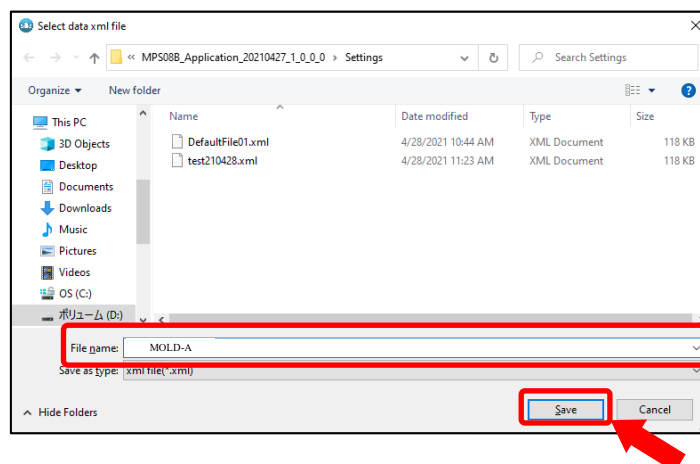 Select data xml file
« MPS08B_Application_20210427_1_0_0_0 › Settings
Search Settings
Organize
New folder
Name Date modified Type Size
This PC
3D Objects
Desktop
Documents
Downloads
Music
Pictures
Videos
OS (C:)
ボリューム (D:)
DefaultFile01.xml 4/28/2021 10:44 AM XML Document 118 KB
test210428.xml 4/28/2021 11:23 AM XML Document 118 KB
File name: MOLD-A
Save as type: xml file(*.xml)
Hide Folders
Save
Cancel